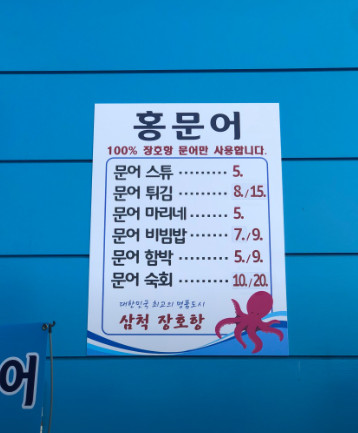 홍문어
100% 장호항 문어만 사용합니다.
문어 스튜 ········· 5.
문어 튀김 ········· 8./15.
문어 마리네 ····· 5.
문어 비빔밥 ····· 7./9.
문어 함박 ········· 5./9.
문어 숙회 ········· 10./20.
대한민국 최고의 명품도시
삼척 장호항
어